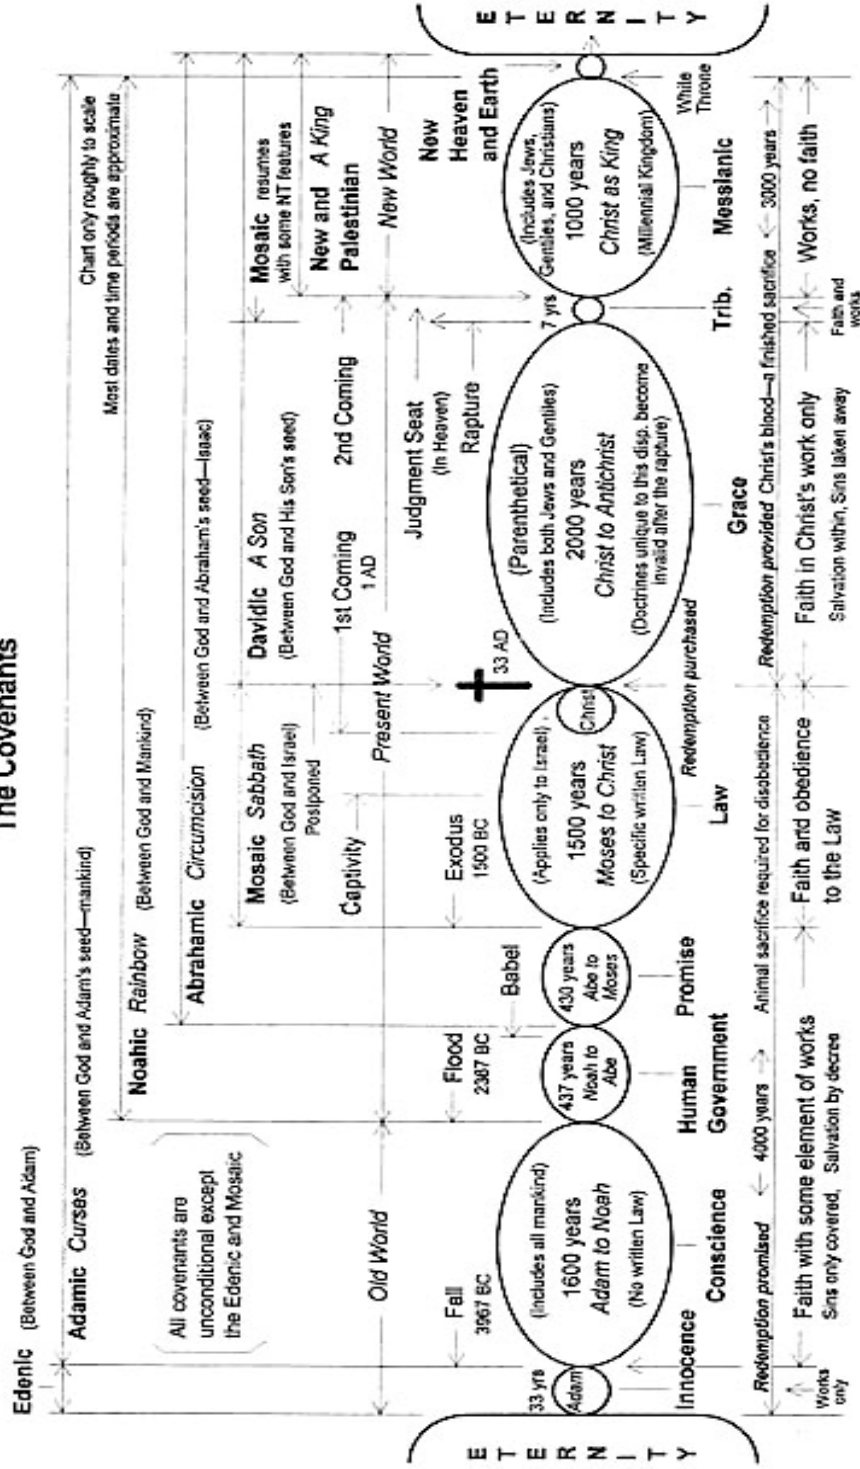 The Covenants
Edenic (Between God and Adam)
Adamic Curses (Between God and Adam's seed—mankind)
Chart only roughly to scale
Most dates and time periods are approximate
Noahic Rainbow (Between God and Mankind)
All covenants are
unconditional except
the Edenic and Mosaic
Abrahamic Circumcision (Between God and Abraham's seed—Isaac)
Mosaic Sabbath
(Between God and Israel)
Postponed
Davidic A Son
(Between God and His Son's seed)
Mosaic resumes
with some NT features
New and A King
Palestinian
Captivity
1st Coming
1 AD
2nd Coming
Old World
Present World
New World
Judgment Seat
(In Heaven)
Rapture
New
Heaven
and Earth
Fall
3967 BC
Flood
2367 BC
Babel
Exodus
1500 BC
33 AD
7 yrs
33 yrs
ETERNITY
Adam
(Includes all mankind)
1600 years
Adam to Noah
(No written Law)
437 years
Noah to
Abe
430 years
Abe to
Moses
(Applies only to Israel)
1500 years
Moses to Christ
(Specific written Law)
Christ
(Parenthetical)
(Includes both Jews and Gentiles)
2000 years
Christ to Antichrist
(Doctrines unique to this disp. become
invalid after the rapture)
(Includes Jews,
Gentiles, and Christians)
1000 years
Christ as King
(Millennial Kingdom)
ETERNITY
White
Throne
Innocence
Conscience
Human
Government
Promise
Law
Redemption purchased
Grace
Trib.
Messianic
Redemption promised
4000 years
Animal sacrifice required for disobedience
Redemption provided Christ's blood—a finished sacrifice
3000 years
Works
only
Faith with some element of works
Sins only covered, Salvation by decree
Faith and obedience
to the Law
Faith in Christ's work only
Salvation within, Sins taken away
Faith and
works
Works, no faith